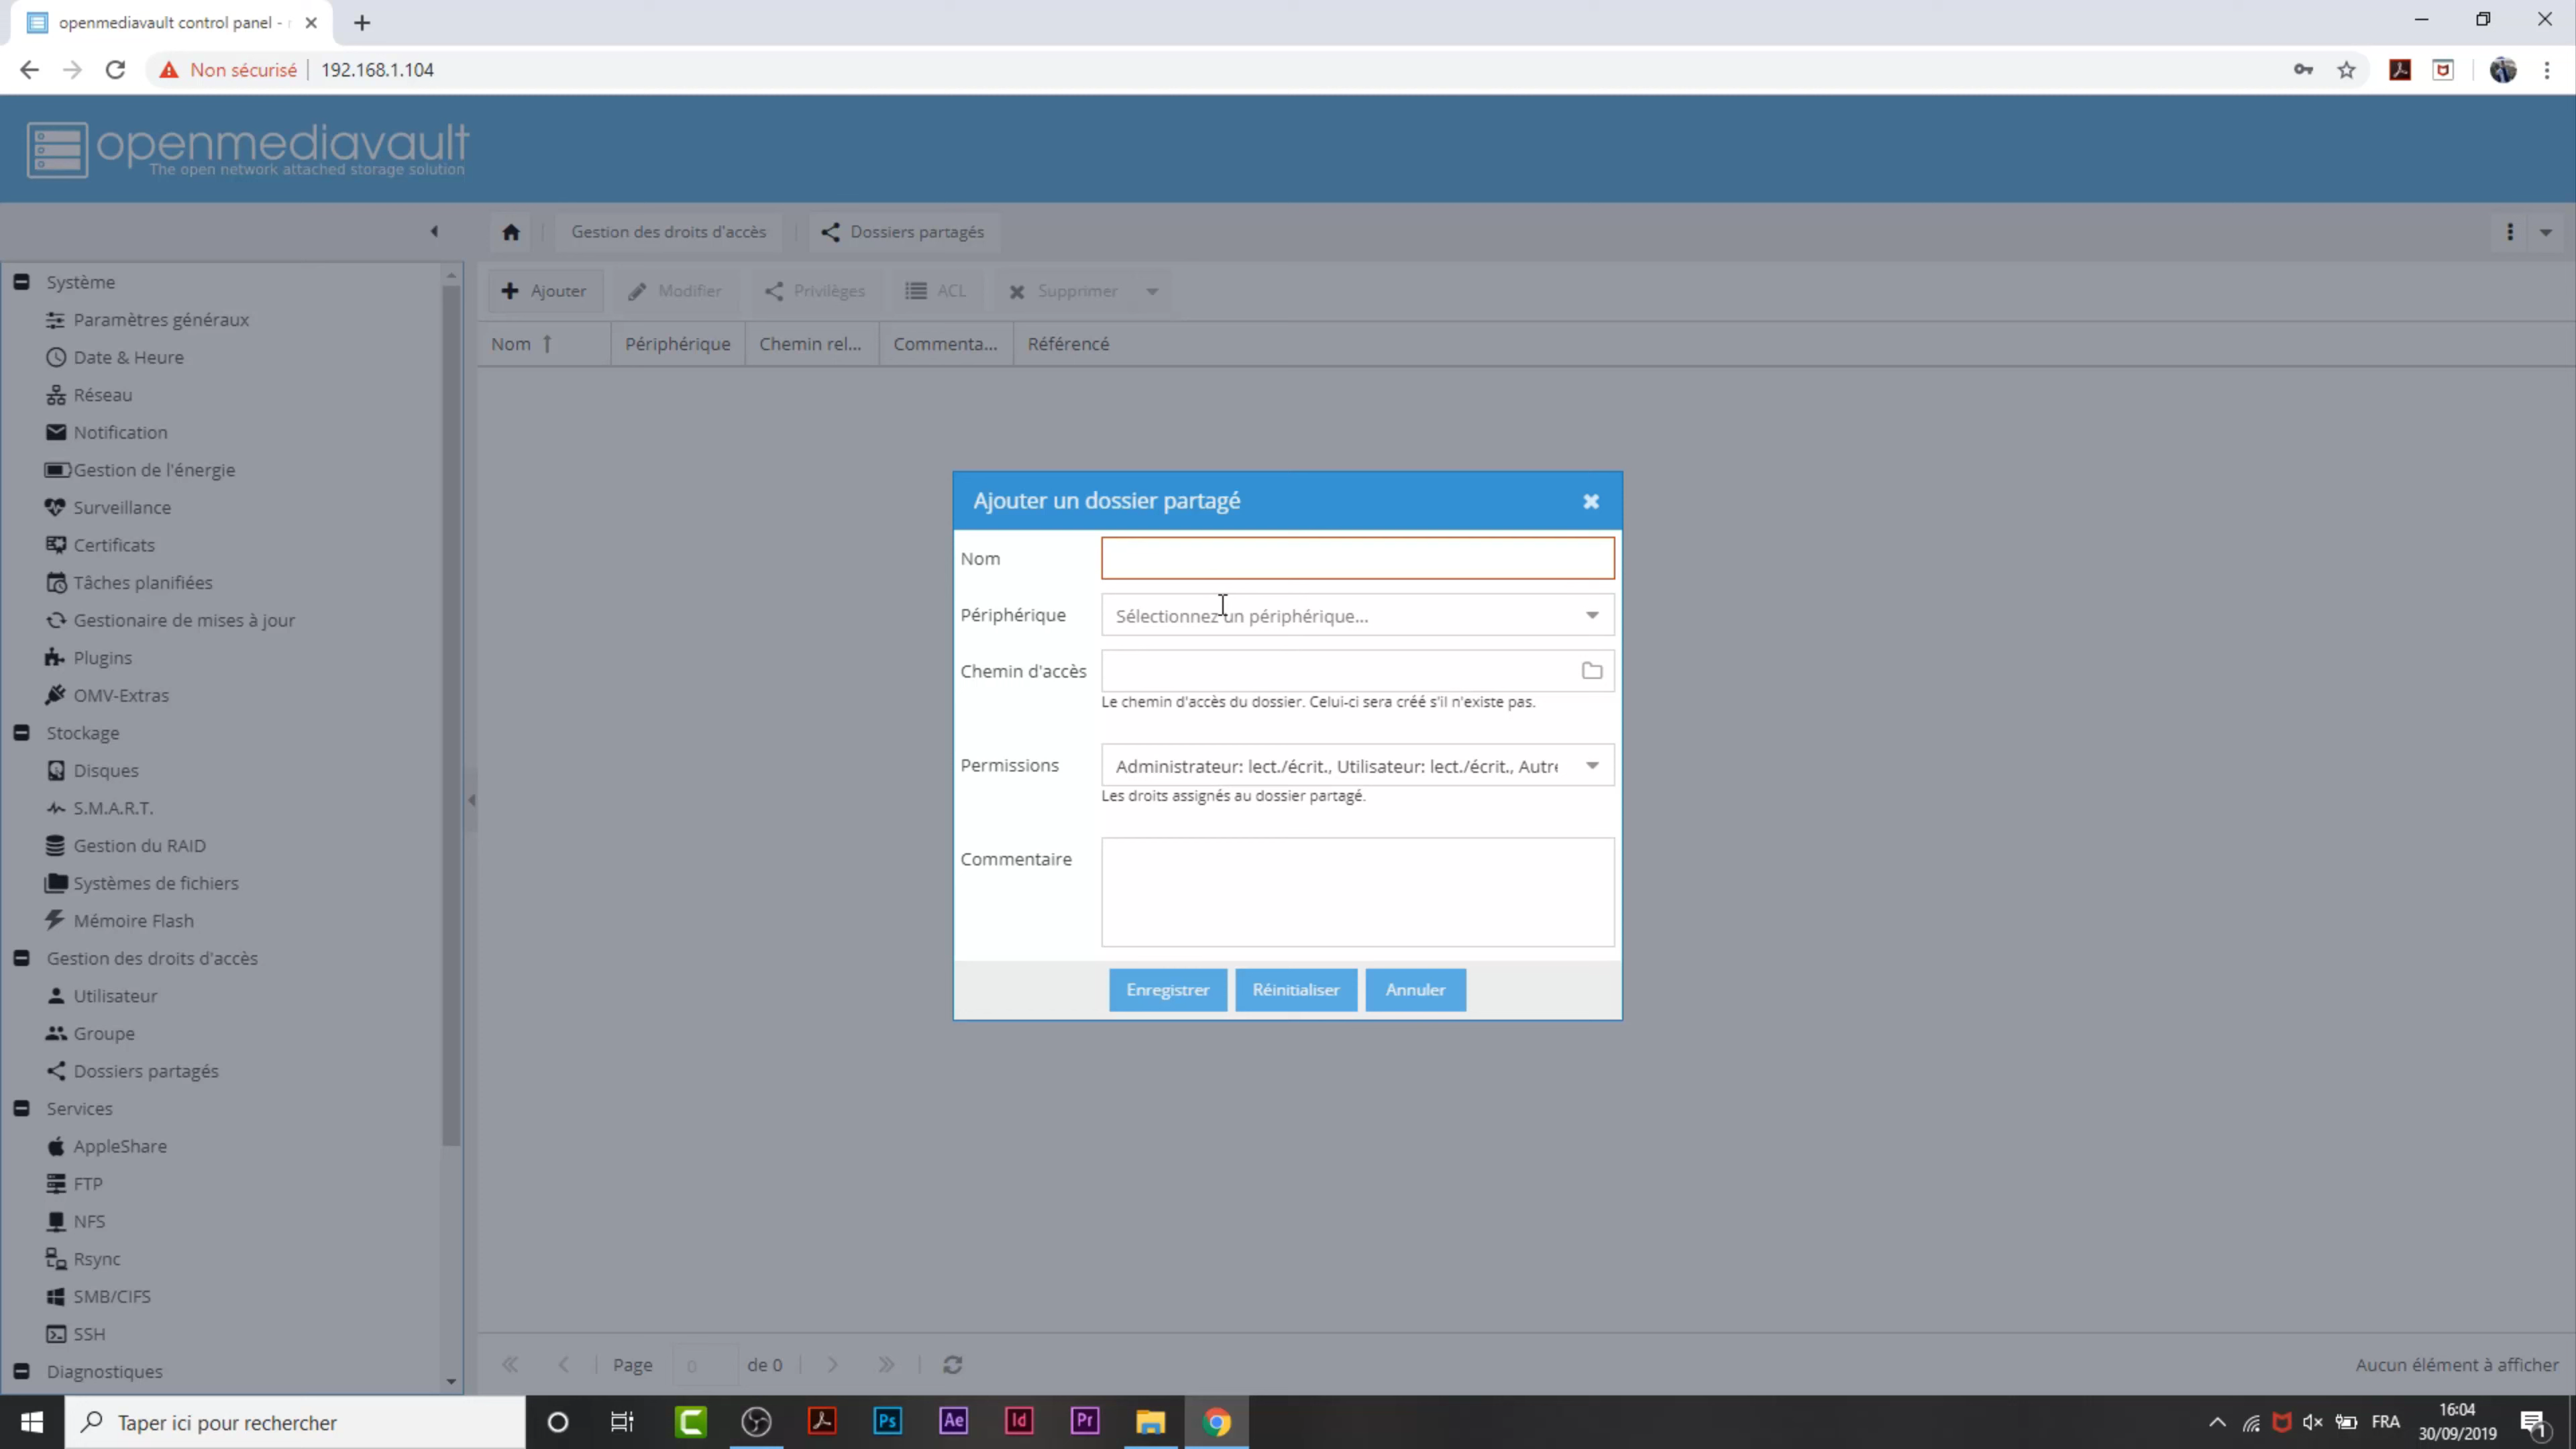 openmediavault control panel -
Non sécurisé
192.168.1.104
openmediavault
The open network attached storage solution
Gestion des droits d'accès
Dossiers partagés
Ajouter
Modifier
Privilèges
ACL
Supprimer
Nom
Périphérique
Chemin rel...
Commenta...
Référencé
Système
Paramètres généraux
Date & Heure
Réseau
Notification
Gestion de l'énergie
Surveillance
Certificats
Tâches planifiées
Gestionaire de mises à jour
Plugins
OMV-Extras
Stockage
Disques
S.M.A.R.T.
Gestion du RAID
Systèmes de fichiers
Mémoire Flash
Gestion des droits d'accès
Utilisateur
Groupe
Dossiers partagés
Services
AppleShare
FTP
NFS
Rsync
SMB/CIFS
SSH
Diagnostiques
Ajouter un dossier partagé
Nom
Périphérique
Sélectionnez un périphérique...
Chemin d'accès
Le chemin d'accès du dossier. Celui-ci sera créé s'il n'existe pas.
Permissions
Administrateur: lect./écrit., Utilisateur: lect./écrit., Autre
Les droits assignés au dossier partagé.
Commentaire
Enregistrer
Réinitialiser
Annuler
Page
0
de 0
Aucun élément à afficher
Taper ici pour rechercher
Ps
Ae
Id
Pr
FRA
16:04
30/09/2019
1